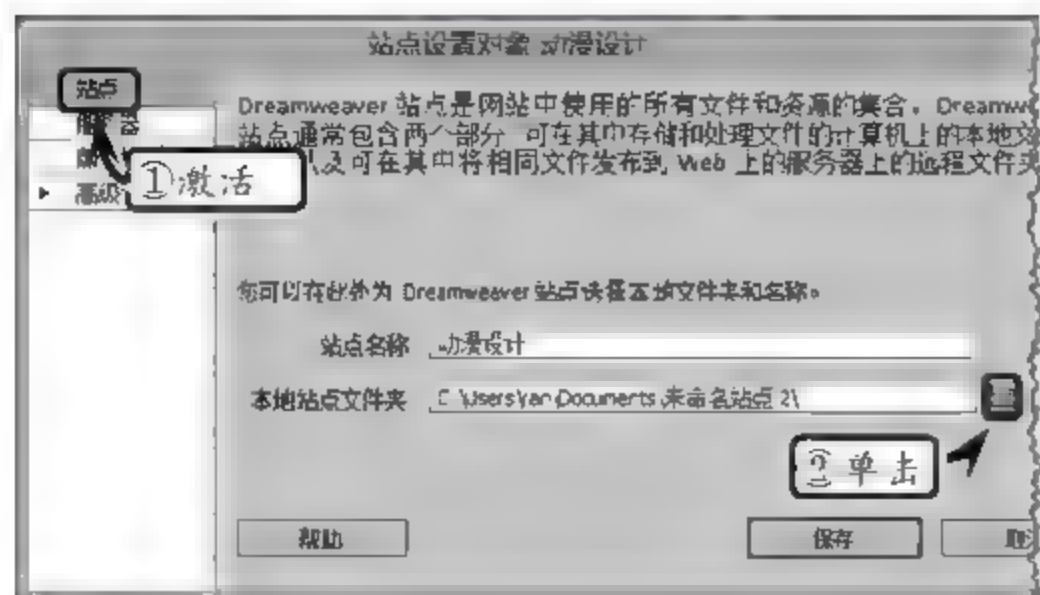 站点设置对象 动漫设计
站点
Dreamweaver 站点是网站中使用的所有文件和资源的集合。Dreamw
站点通常包含两个部分 可在其中存储和处理文件的计算机上的本地文
及可在其中将相同文件发布到 Web 上的服务器上的远程文件夹
①激活
高级
您可以在此处为 Dreamweaver 站点选择本地文件夹和名称。
站点名称 动漫设计
本地站点文件夹 C:\Users\yan\Documents\未命名站点 2\
②单击
帮助 保存